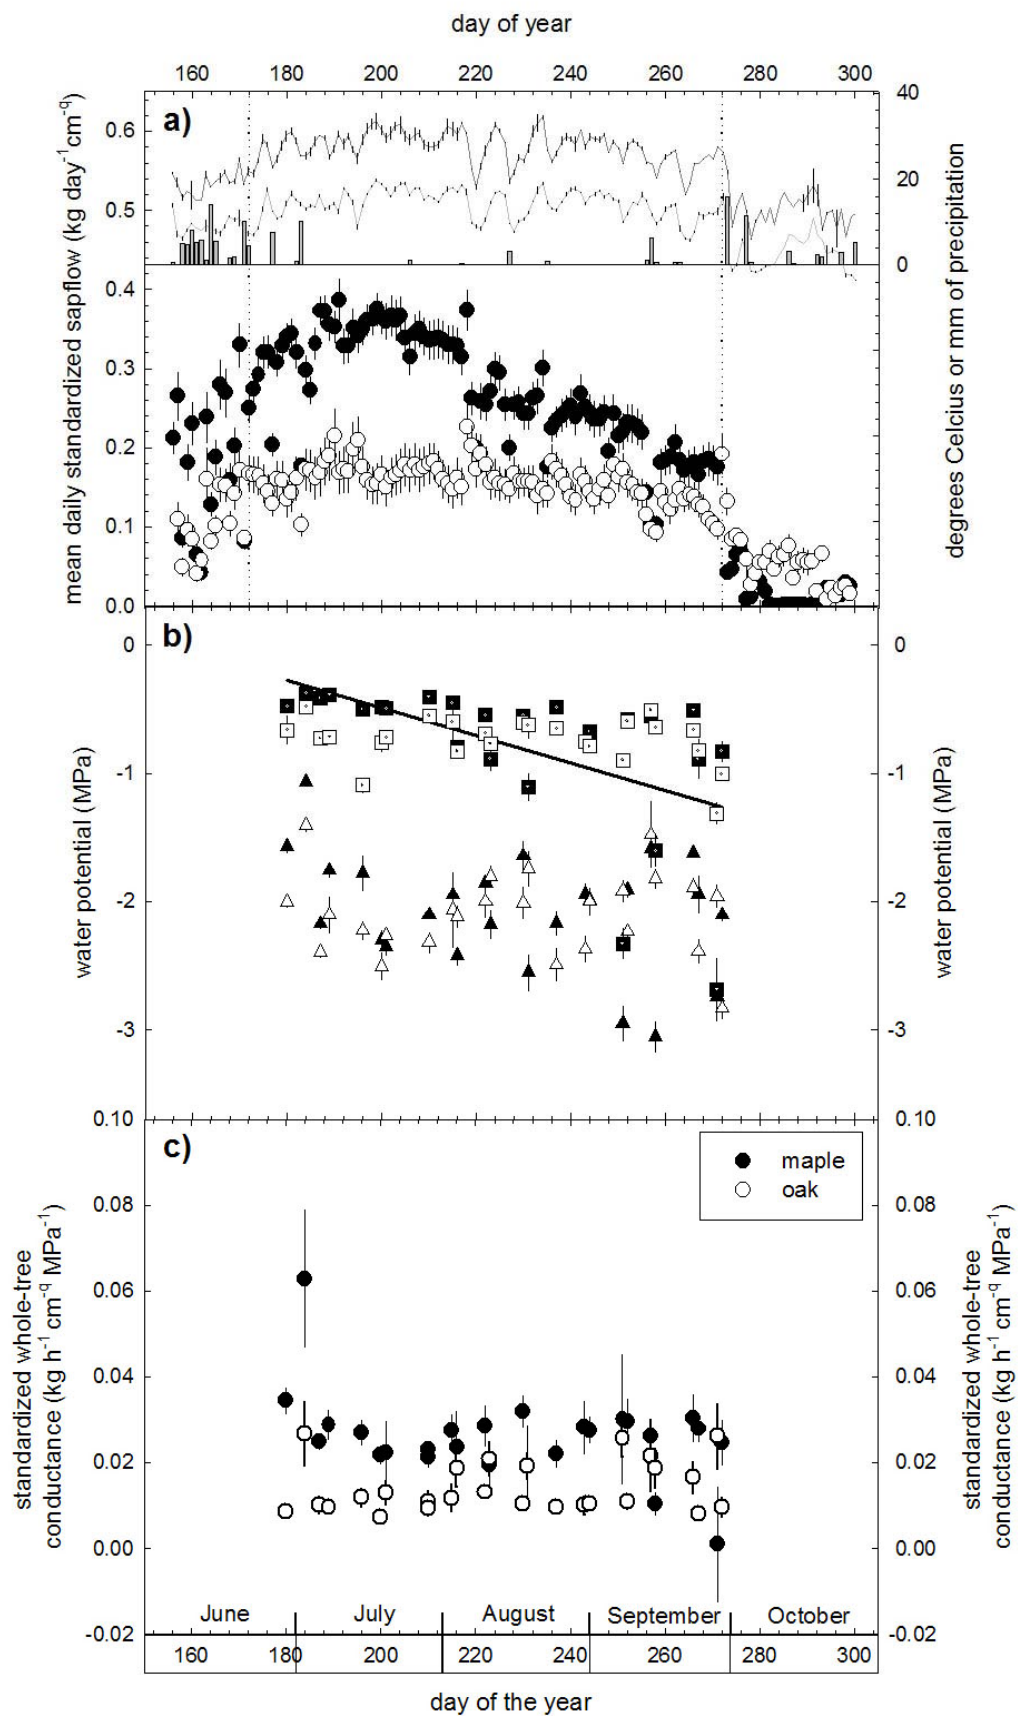 day of year
160 180 200 220 240 260 280 300
a)
mean daily standardized sapflow (kg day⁻¹cm⁻q)
0.6
0.5
0.4
0.3
0.2
0.1
0.0
40
20
0
degrees Celcius or mm of precipitation
b)
water potential (MPa)
0
-1
-2
-3
0
-1
-2
-3
water potential (MPa)
c)
maple
oak
standardized whole-tree
conductance (kg h⁻¹ cm⁻q MPa⁻¹)
0.10
0.08
0.06
0.04
0.02
0.00
-0.02
0.10
0.08
0.06
0.04
0.02
0.00
-0.02
standardized whole-tree
conductance (kg h⁻¹ cm⁻q MPa⁻¹)
June July August September October
160 180 200 220 240 260 280 300
day of the year